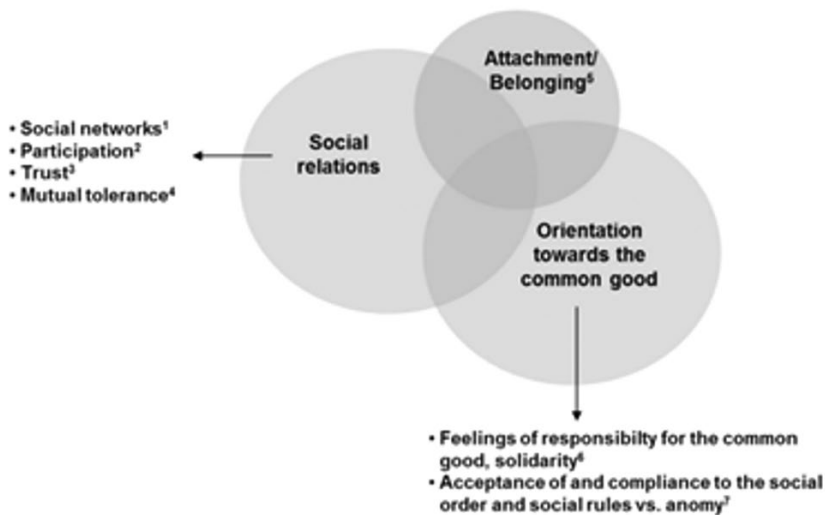 Attachment/
Belonging⁵
• Social networks¹
• Participation²
• Trust³
• Mutual tolerance⁴
Social
relations
Orientation
towards the
common good
• Feelings of responsibilty for the common
good, solidarity⁶
• Acceptance of and compliance to the social
order and social rules vs. anomy⁷